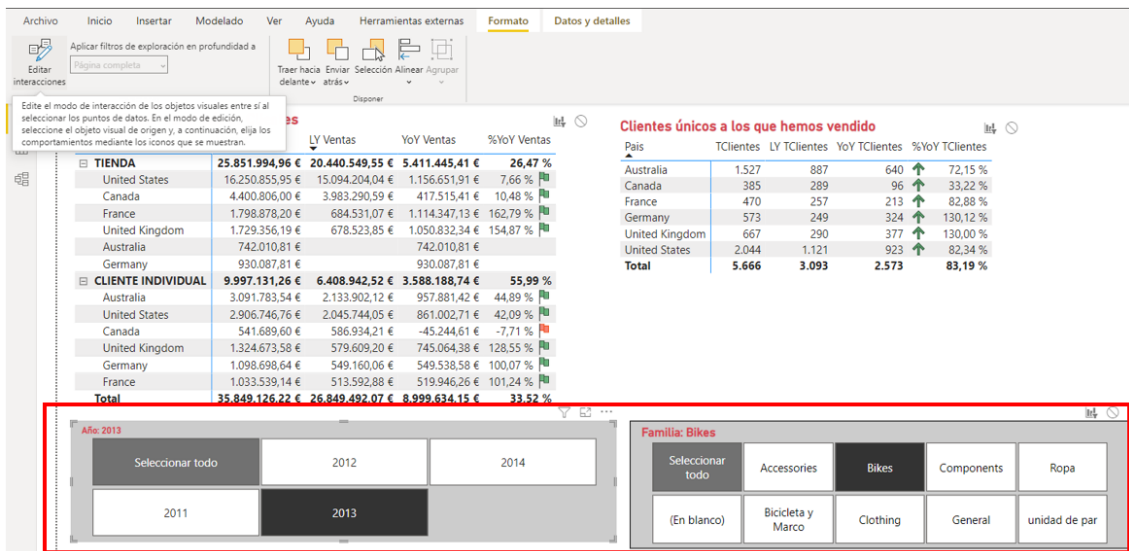 Archivo Inicio Insertar Modelado Ver Ayuda Herramientas externas Formato Datos y detalles
Editar interacciones
Aplicar filtros de exploración en profundidad a
Página completa
Traer hacia delante
Enviar atrás
Selección
Alinear
Agrupar
Disponer
Edite el modo de interacción de los objetos visuales entre sí al
seleccionar los puntos de datos. En el modo de edición,
seleccione el objeto visual de origen y, a continuación, elija los
comportamientos mediante los iconos que se muestran.
es
LY Ventas YoY Ventas %YoY Ventas
TIENDA 25.851.994,96 € 20.440.549,55 € 5.411.445,41 € 26,47 %
United States 16.250.855,95 € 15.094.204,04 € 1.156.651,91 € 7,66 %
Canada 4.400.806,00 € 3.983.290,59 € 417.515,41 € 10,48 %
France 1.798.878,20 € 684.531,07 € 1.114.347,13 € 162,79 %
United Kingdom 1.729.356,19 € 678.523,85 € 1.050.832,34 € 154,87 %
Australia 742.010,81 € 742.010,81 €
Germany 930.087,81 € 930.087,81 €
CLIENTE INDIVIDUAL 9.997.131,26 € 6.408.942,52 € 3.588.188,74 € 55,99 %
Australia 3.091.783,54 € 2.133.902,12 € 957.881,42 € 44,89 %
United States 2.906.746,76 € 2.045.744,05 € 861.002,71 € 42,09 %
Canada 541.689,60 € 586.934,21 € -45.244,61 € -7,71 %
United Kingdom 1.324.673,58 € 579.609,20 € 745.064,38 € 128,55 %
Germany 1.098.698,64 € 549.160,06 € 549.538,58 € 100,07 %
France 1.033.539,14 € 513.592,88 € 519.946,26 € 101,24 %
Total 35.849.126,22 € 26.849.492,07 € 8.999.634,15 € 33,52 %
Clientes únicos a los que hemos vendido
Pais TClientes LY TClientes YoY TClientes %YoY TClientes
Australia 1.527 887 640 72,15 %
Canada 385 289 96 33,22 %
France 470 257 213 82,88 %
Germany 573 249 324 130,12 %
United Kingdom 667 290 377 130,00 %
United States 2.044 1.121 923 82,34 %
Total 5.666 3.093 2.573 83,19 %
Año: 2013
Seleccionar todo 2012 2014
2011 2013
Familia: Bikes
Seleccionar todo Accessories Bikes Components Ropa
(En blanco) Bicicleta y Marco Clothing General unidad de par